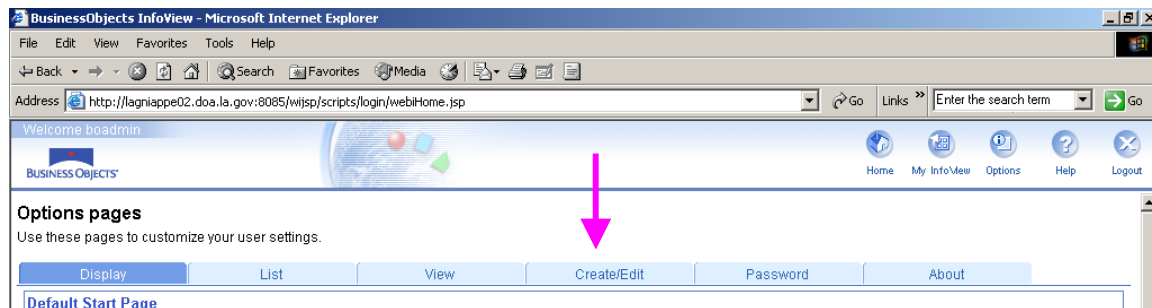 BusinessObjects InfoView - Microsoft Internet Explorer
File Edit View Favorites Tools Help
Back Search Favorites Media
Address http://lagniappe02.doa.la.gov:8085/wijsp/scripts/login/webiHome.jsp Go Links » Enter the search term Go
Welcome boadmin
BUSINESS OBJECTS
Home My InfoView Options Help Logout
Options pages
Use these pages to customize your user settings.
Display List View Create/Edit Password About
Default Start Page